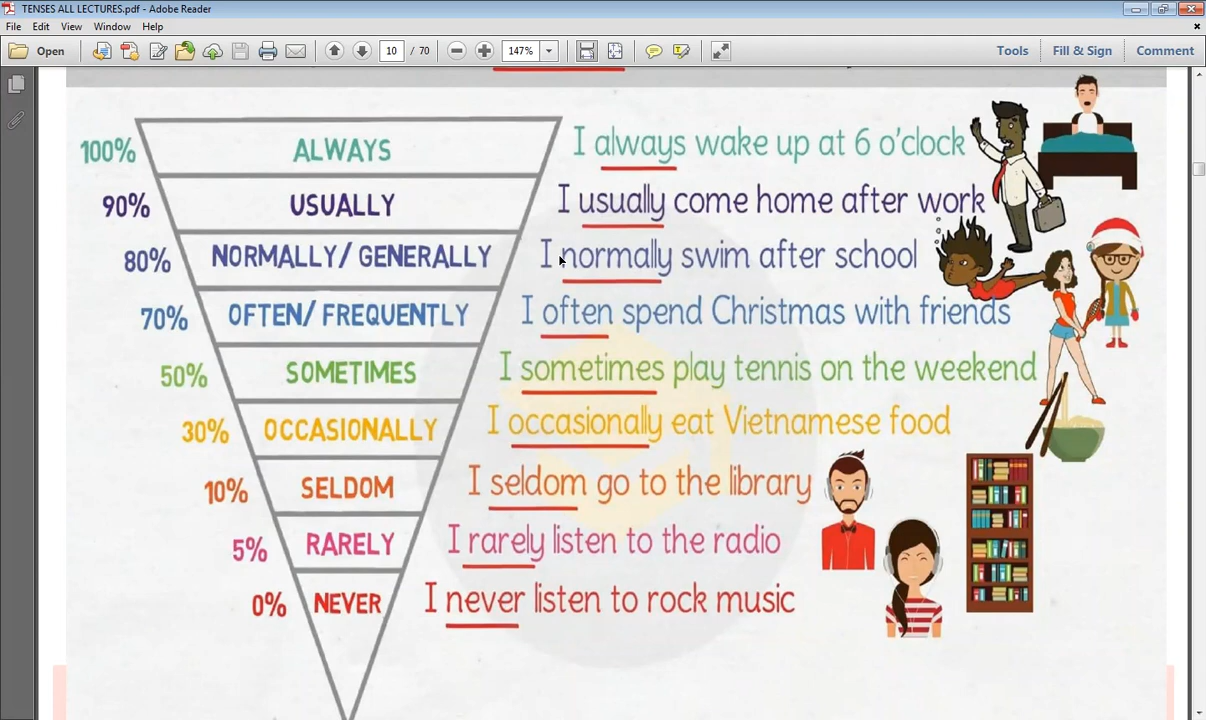 TENSES ALL LECTURES.pdf - Adobe Reader
File Edit View Window Help
Open 10 / 70 147% Tools Fill & Sign Comment
100% ALWAYS I always wake up at 6 o'clock
90% USUALLY I usually come home after work
80% NORMALLY/ GENERALLY I normally swim after school
70% OFTEN/ FREQUENTLY I often spend Christmas with friends
50% SOMETIMES I sometimes play tennis on the weekend
30% OCCASIONALLY I occasionally eat Vietnamese food
10% SELDOM I seldom go to the library
5% RARELY I rarely listen to the radio
0% NEVER I never listen to rock music